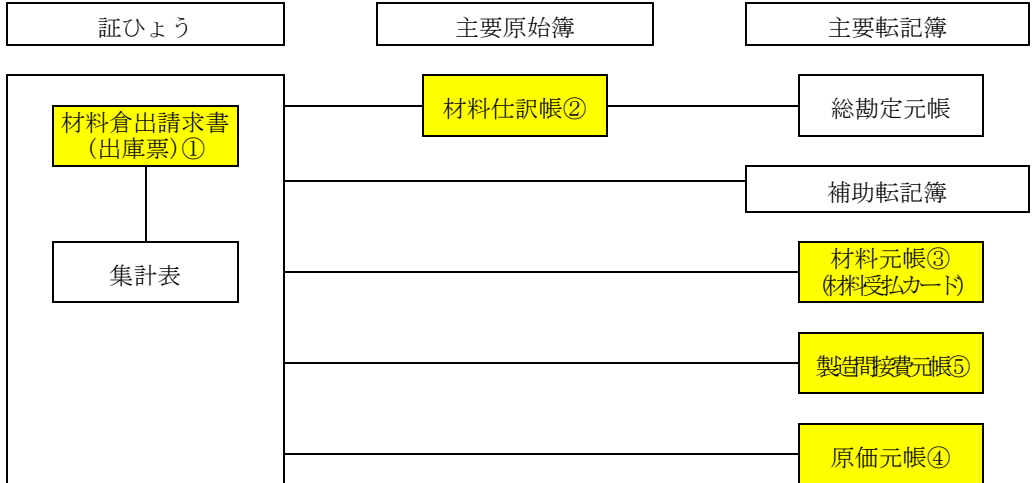 証ひょう
主要原始簿
主要転記簿
材料倉出請求書
(出庫票)①
材料仕訳帳②
総勘定元帳
補助転記簿
集計表
材料元帳③
(材料受払カード)
製造間接費元帳⑤
原価元帳④